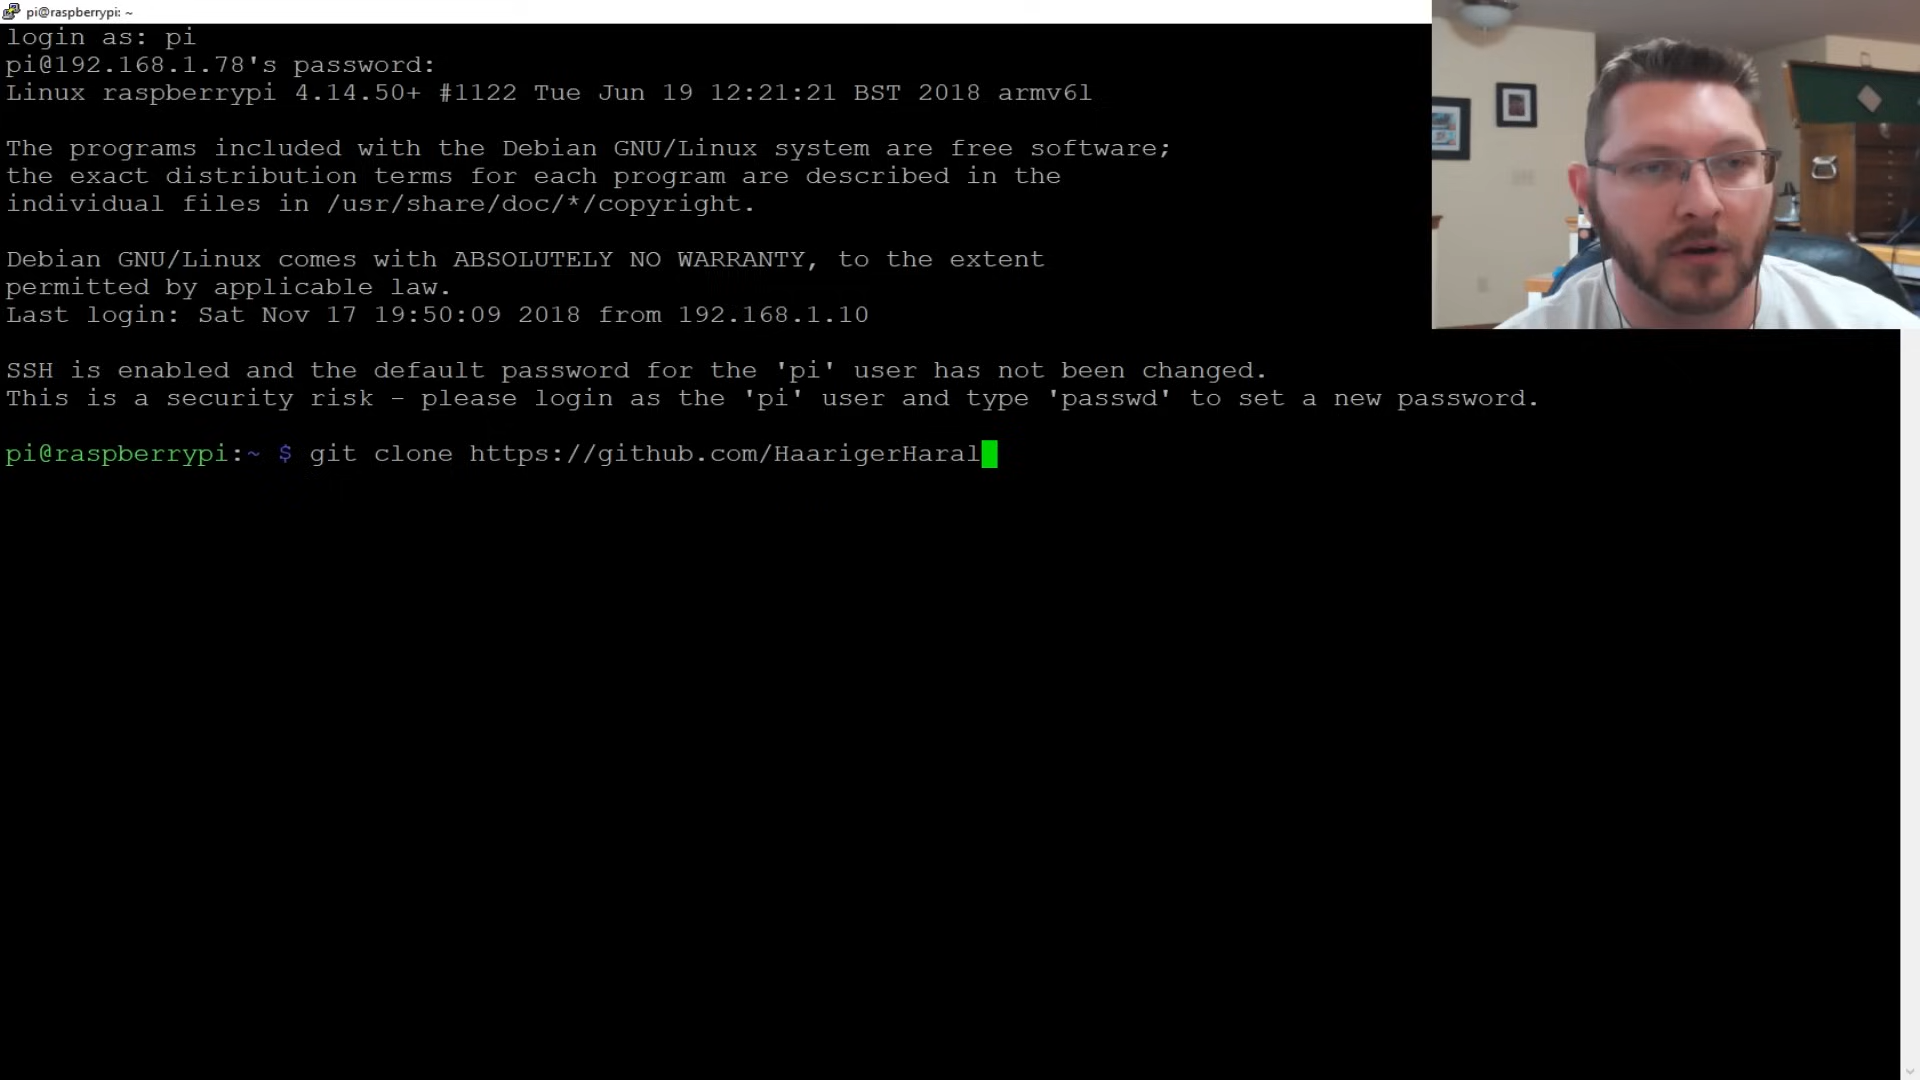 pi@raspberrypi: ~
login as: pi
pi@192.168.1.78's password:
Linux raspberrypi 4.14.50+ #1122 Tue Jun 19 12:21:21 BST 2018 armv6l
The programs included with the Debian GNU/Linux system are free software;
the exact distribution terms for each program are described in the
individual files in /usr/share/doc/*/copyright.
Debian GNU/Linux comes with ABSOLUTELY NO WARRANTY, to the extent
permitted by applicable law.
Last login: Sat Nov 17 19:50:09 2018 from 192.168.1.10
SSH is enabled and the default password for the 'pi' user has not been changed.
This is a security risk - please login as the 'pi' user and type 'passwd' to set a new password.
pi@raspberrypi:~ $ git clone https://github.com/HaarigerHaral